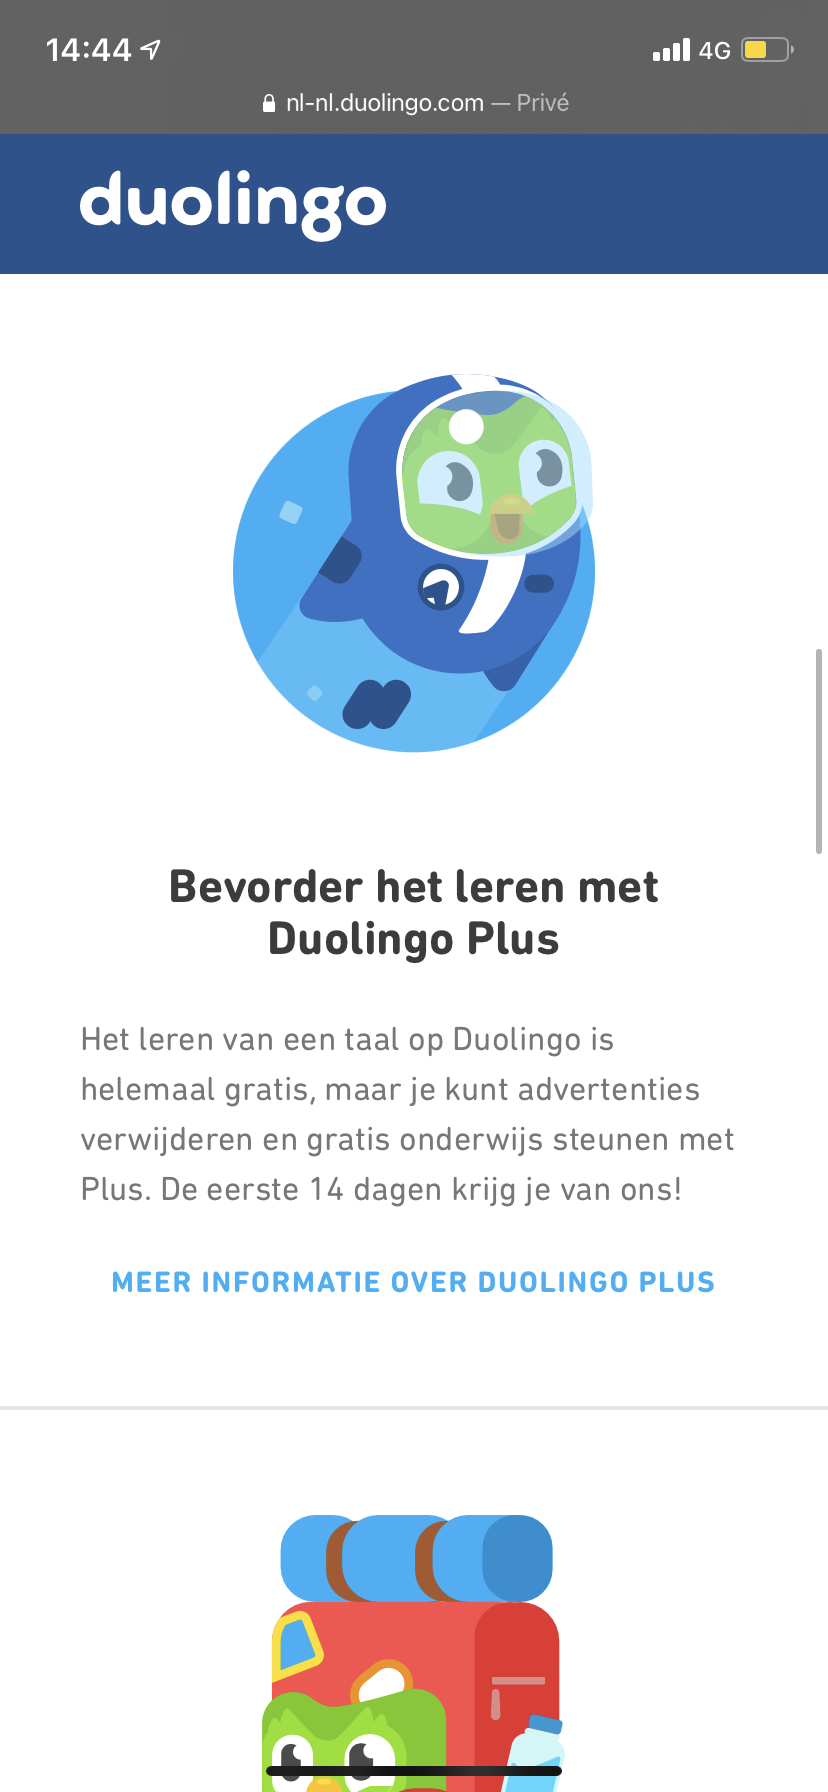 14:44
4G
nl-nl.duolingo.com — Privé
duolingo
Bevorder het leren met
Duolingo Plus
Het leren van een taal op Duolingo is
helemaal gratis, maar je kunt advertenties
verwijderen en gratis onderwijs steunen met
Plus. De eerste 14 dagen krijg je van ons!
MEER INFORMATIE OVER DUOLINGO PLUS